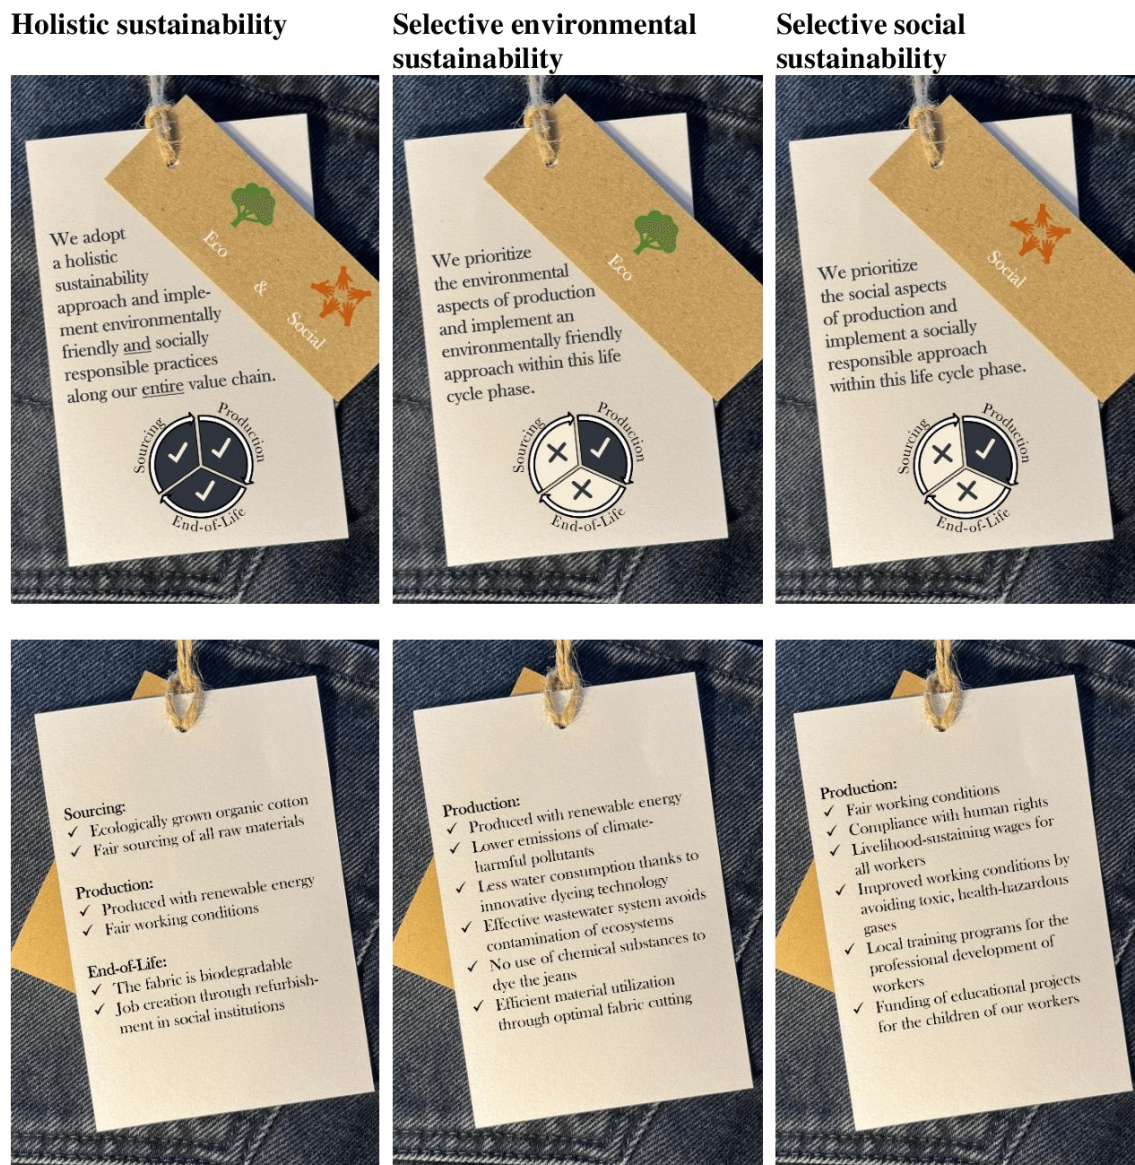 Holistic sustainability
Selective environmental
sustainability
Selective social
sustainability
We adopt
a holistic
sustainability
approach and imple-
ment environmentally
friendly and socially
responsible practices
along our entire value chain.
Eco
&
Social
Sourcing
Production
End-of-Life
We prioritize
the environmental
aspects of production
and implement an
environmentally friendly
approach within this life
cycle phase.
Eco
Sourcing
Production
End-of-Life
We prioritize
the social aspects
of production and
implement a socially
responsible approach
within this life cycle phase.
Social
Sourcing
Production
End-of-Life
Sourcing:
✓ Ecologically grown organic cotton
✓ Fair sourcing of all raw materials
Production:
✓ Produced with renewable energy
✓ Fair working conditions
End-of-Life:
✓ The fabric is biodegradable
✓ Job creation through refurbish-
ment in social institutions
Production:
✓ Produced with renewable energy
✓ Lower emissions of climate-
harmful pollutants
✓ Less water consumption thanks to
innovative dyeing technology
✓ Effective wastewater system avoids
contamination of ecosystems
✓ No use of chemical substances to
dye the jeans
✓ Efficient material utilization
through optimal fabric cutting
Production:
✓ Fair working conditions
✓ Compliance with human rights
✓ Livelihood-sustaining wages for
all workers
✓ Improved working conditions by
avoiding toxic, health-hazardous
gases
✓ Local training programs for the
professional development of
workers
✓ Funding of educational projects
for the children of our workers